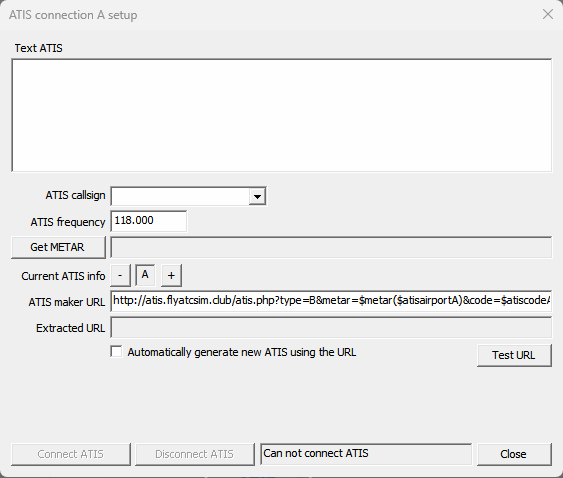 ATIS connection A setup
Text ATIS
ATIS callsign
ATIS frequency 118.000
Get METAR
Current ATIS info - A +
ATIS maker URL http://atis.flyatcsim.club/atis.php?type=B&metar=$metar($atisairportA)&code=$atiscodeA
Extracted URL
Automatically generate new ATIS using the URL
Test URL
Connect ATIS Disconnect ATIS Can not connect ATIS Close